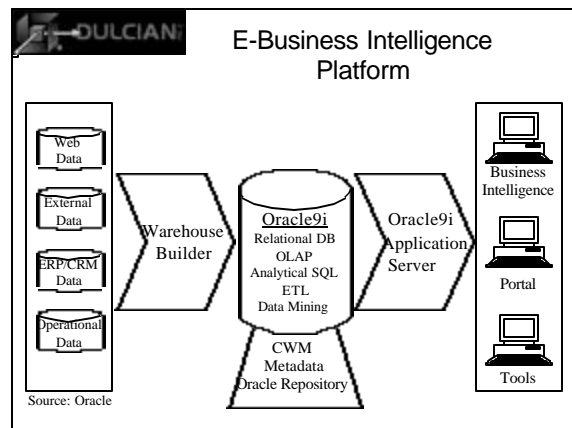 DULCIAN
E-Business Intelligence
Platform
Web
Data
External
Data
ERP/CRM
Data
Operational
Data
Source: Oracle
Warehouse
Builder
Oracle9i
Relational DB
OLAP
Analytical SQL
ETL
Data Mining
CWM
Metadata
Oracle Repository
Oracle9i
Application
Server
Business
Intelligence
Portal
Tools